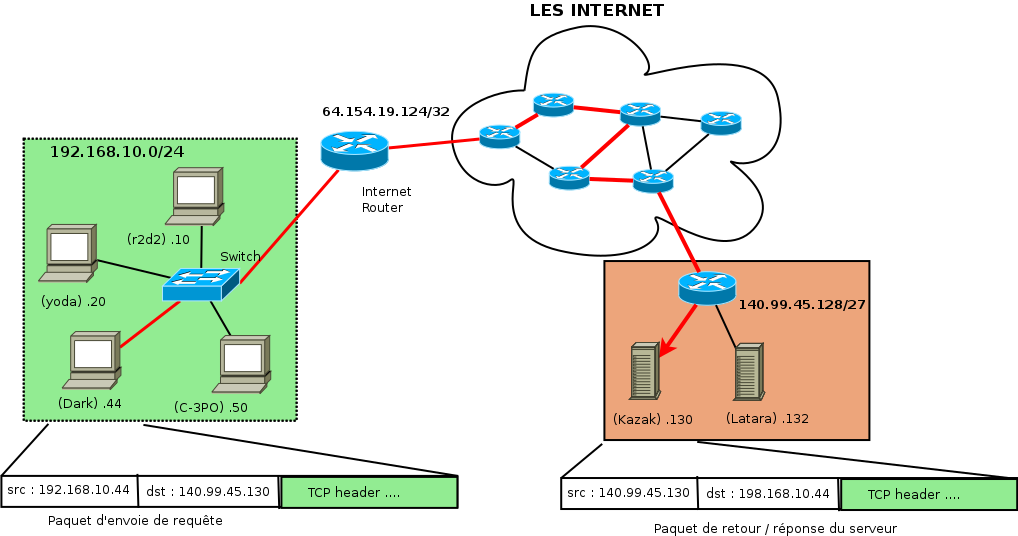 LES INTERNET
64.154.19.124/32
192.168.10.0/24
Internet
Router
(r2d2) .10
Switch
(yoda) .20
(Dark) .44
(C-3PO) .50
140.99.45.128/27
(Kazak) .130
(Latara) .132
src : 192.168.10.44
dst : 140.99.45.130
TCP header ....
Paquet d'envoie de requête
src : 140.99.45.130
dst : 198.168.10.44
TCP header ....
Paquet de retour / réponse du serveur